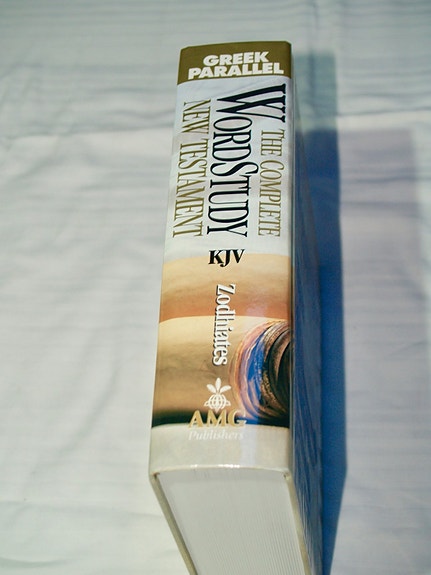 GREEK
PARALLEL
THE COMPLETE
WORDSTUDY
NEW TESTAMENT
KJV
Zodhiates
AMG
Publishers